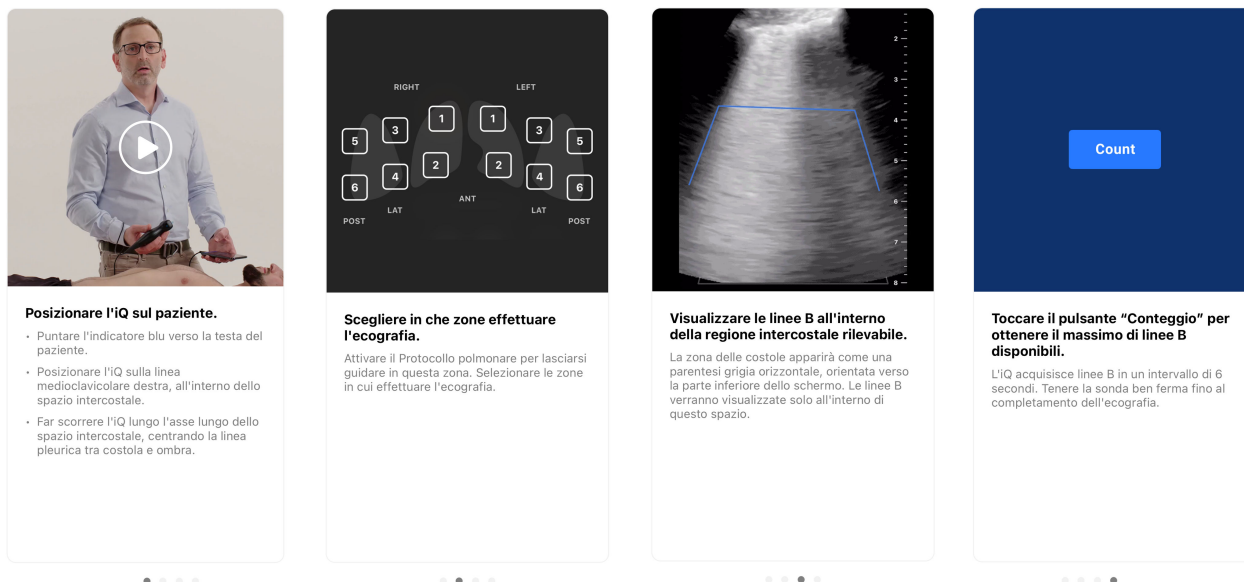 Posizionare l'iQ sul paziente.
• Puntare l'indicatore blu verso la testa del
paziente.
• Posizionare l'iQ sulla linea
medioclavicolare destra, all'interno dello
spazio intercostale.
• Far scorrere l'iQ lungo l'asse lungo dello
spazio intercostale, centrando la linea
pleurica tra costola e ombra.
RIGHT LEFT
1 1
3 3
5 5
2 2
4 4
6 6
ANT
LAT LAT
POST POST
Scegliere in che zone effettuare
l'ecografia.
Attivare il Protocollo polmonare per lasciarsi
guidare in questa zona. Selezionare le zone
in cui effettuare l'ecografia.
2
3
4
5
6
7
8
Visualizzare le linee B all'interno
della regione intercostale rilevabile.
La zona delle costole apparirà come una
parentesi grigia orizzontale, orientata verso
la parte inferiore dello schermo. Le linee B
verranno visualizzate solo all'interno di
questo spazio.
Count
Toccare il pulsante “Conteggio” per
ottenere il massimo di linee B
disponibili.
L'iQ acquisisce linee B in un intervallo di 6
secondi. Tenere la sonda ben ferma fino al
completamento dell'ecografia.